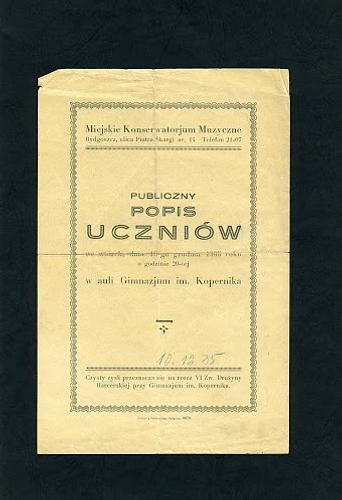 Miejskie Konserwatorjum Muzyczne
Bydgoszcz, ulica Piotra Skargi nr. 14 Telefon 21-07
PUBLICZNY
POPIS
UCZNIÓW
we wtorek, dnia 10-go grudnia 1935 roku
o godzinie 20-tej
w auli Gimnazjum im. Kopernika
10.12.35
Czysty zysk przeznacza się na rzecz VI Zw. Drużyny
Harcerskiej przy Gimnazjum im. Kopernika.